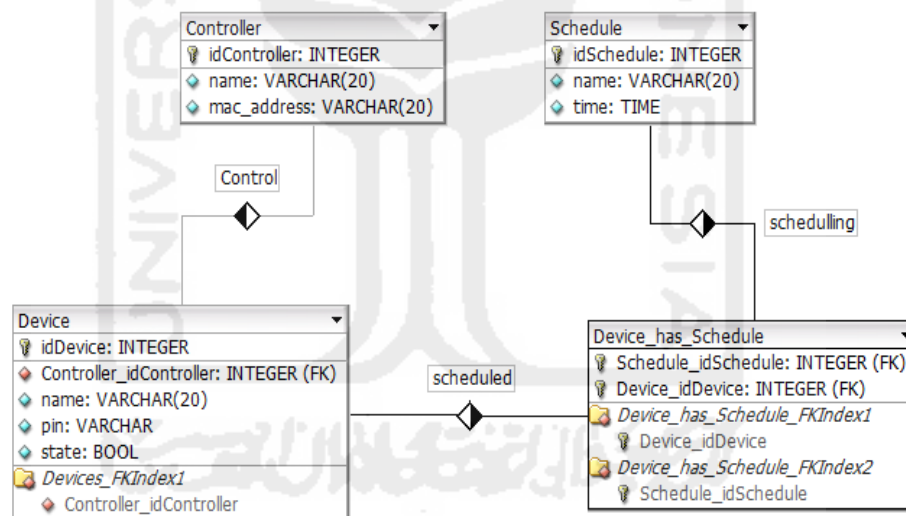 Controller
idController: INTEGER
name: VARCHAR(20)
mac_address: VARCHAR(20)
Schedule
idSchedule: INTEGER
name: VARCHAR(20)
time: TIME
Control
schedulling
Device
idDevice: INTEGER
Controller_idController: INTEGER (FK)
name: VARCHAR(20)
pin: VARCHAR
state: BOOL
Devices_FKIndex1
Controller_idController
scheduled
Device_has_Schedule
Schedule_idSchedule: INTEGER (FK)
Device_idDevice: INTEGER (FK)
Device_has_Schedule_FKIndex1
Device_idDevice
Device_has_Schedule_FKIndex2
Schedule_idSchedule